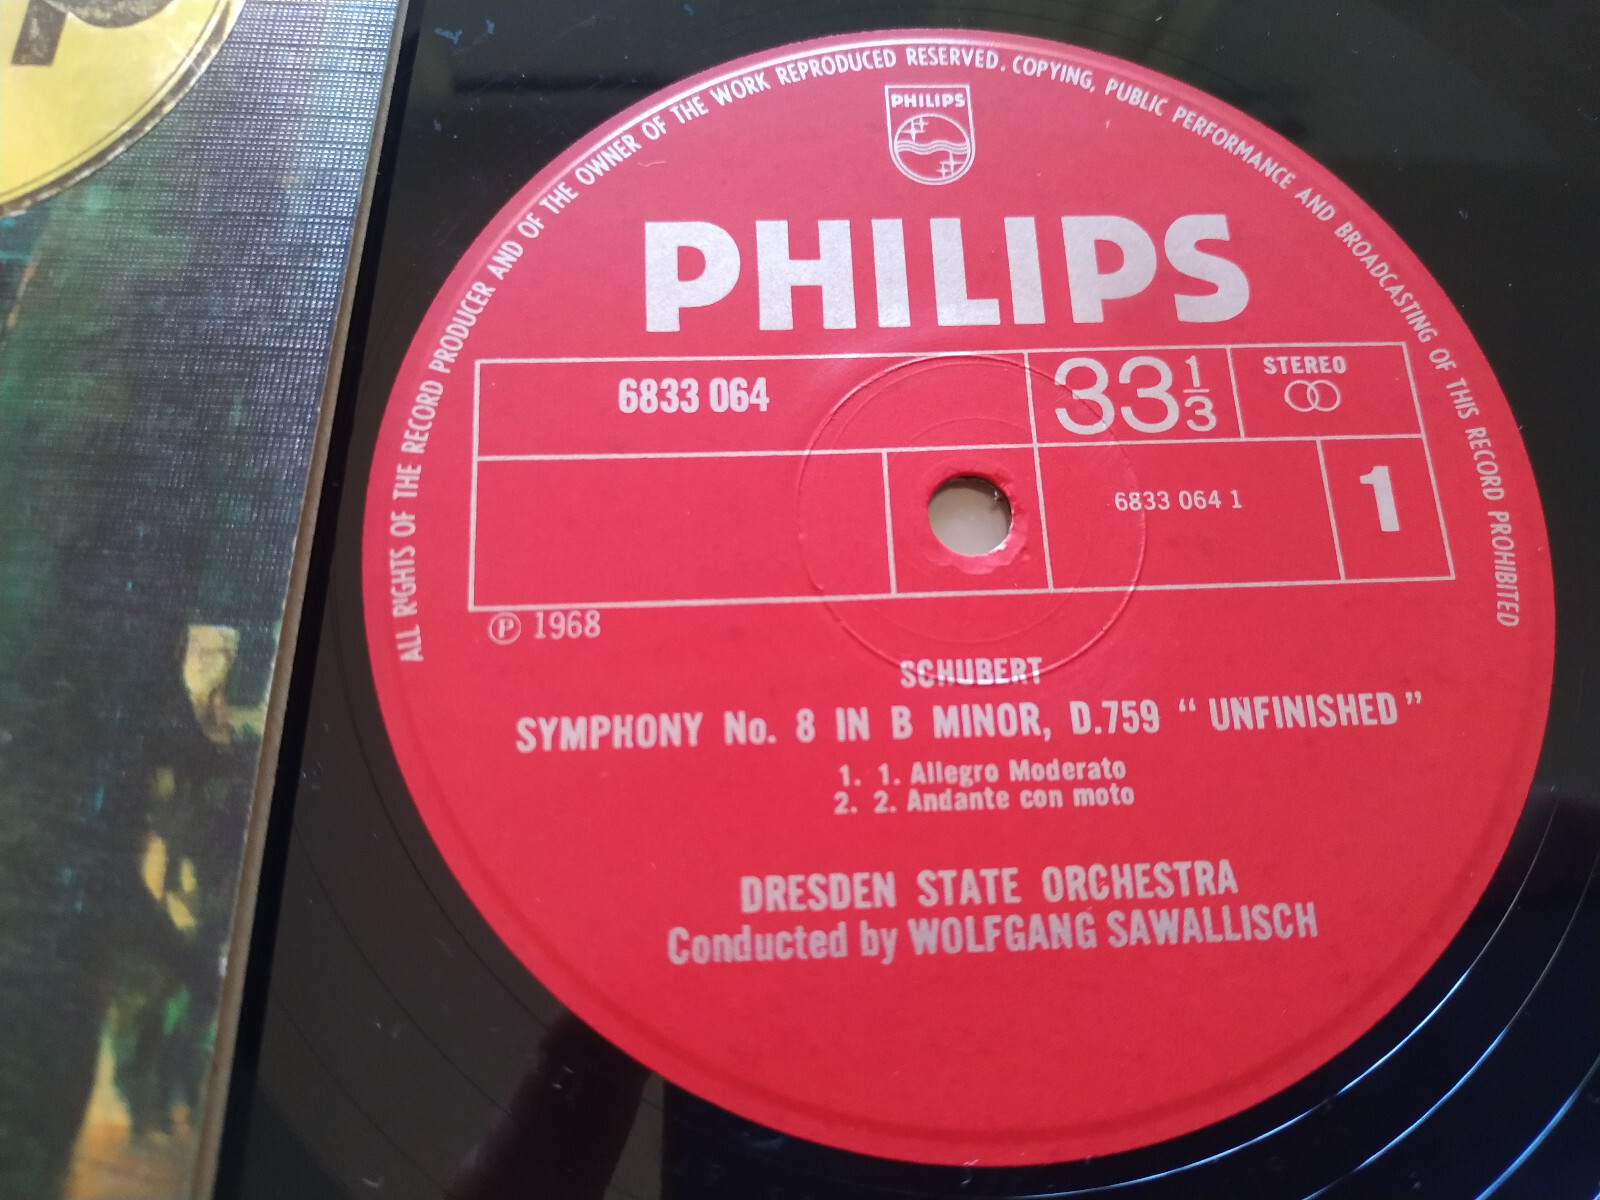 ALL RIGHTS OF THE RECORD PRODUCER AND OF THE OWNER OF THE WORK REPRODUCED RESERVED. COPYING, PUBLIC PERFORMANCE AND BROADCASTING OF THIS RECORD PROHIBITED
PHILIPS
PHILIPS
6833 064
33 1/3
STEREO
6833 064 1
1
℗ 1968
SCHUBERT
SYMPHONY No. 8 IN B MINOR, D.759 “ UNFINISHED ”
1. 1. Allegro Moderato
2. 2. Andante con moto
DRESDEN STATE ORCHESTRA
Conducted by WOLFGANG SAWALLISCH